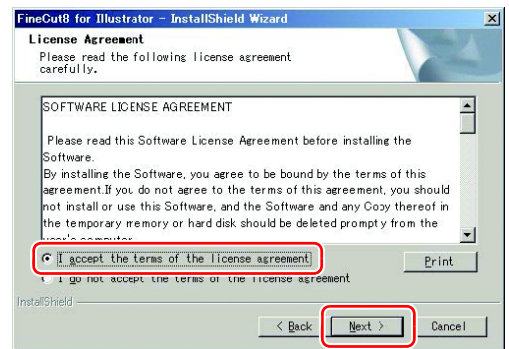 FineCut8 for Illustrator - InstallShield Wizard
License Agreement
Please read the following license agreement
carefully.
SOFTWARE LICENSE AGREEMENT
Please read this Software License Agreement before installing the
Software.
By installing the Software, you agree to be bound by the terms of this
agreement.If you do not agree to the terms of this agreement, you should
not install or use this Software, and the Software and any Copy thereof in
the temporary memory or hard disk should be deleted promptly from the
user's computer
I accept the terms of the license agreement
I do not accept the terms of the license agreement
Print
InstallShield
< Back
Next >
Cancel